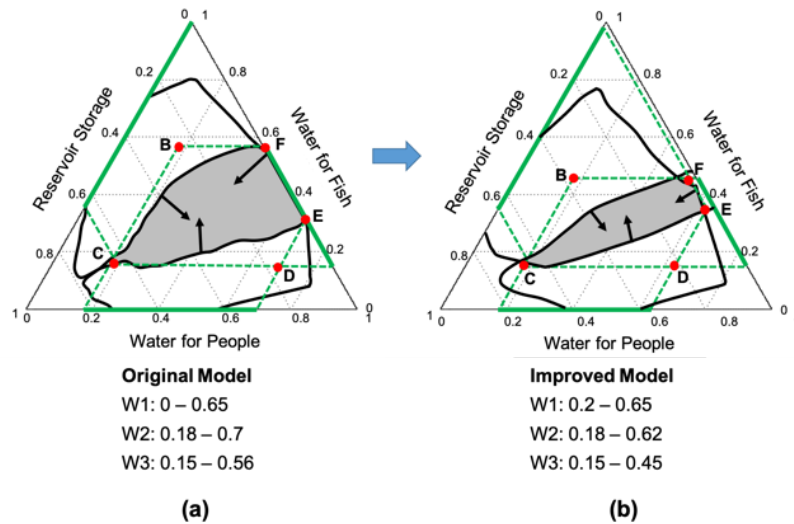 0 1
0.2 0.8
Reservoir Storage
Water for Fish
0.4 0.6
B F
0.6 0.4
E
C
0.8 0.2
D
1 0 0.2 0.4 0.6 0.8 1 0
Water for People
Original Model
W1: 0 – 0.65
W2: 0.18 – 0.7
W3: 0.15 – 0.56
(a)
0 1
0.2 0.8
Reservoir Storage
Water for Fish
0.4 0.6
B F
0.6 0.4
E
C
0.8 0.2
D
1 0 0.2 0.4 0.6 0.8 0
Water for People
Improved Model
W1: 0.2 – 0.65
W2: 0.18 – 0.62
W3: 0.15 – 0.45
(b)